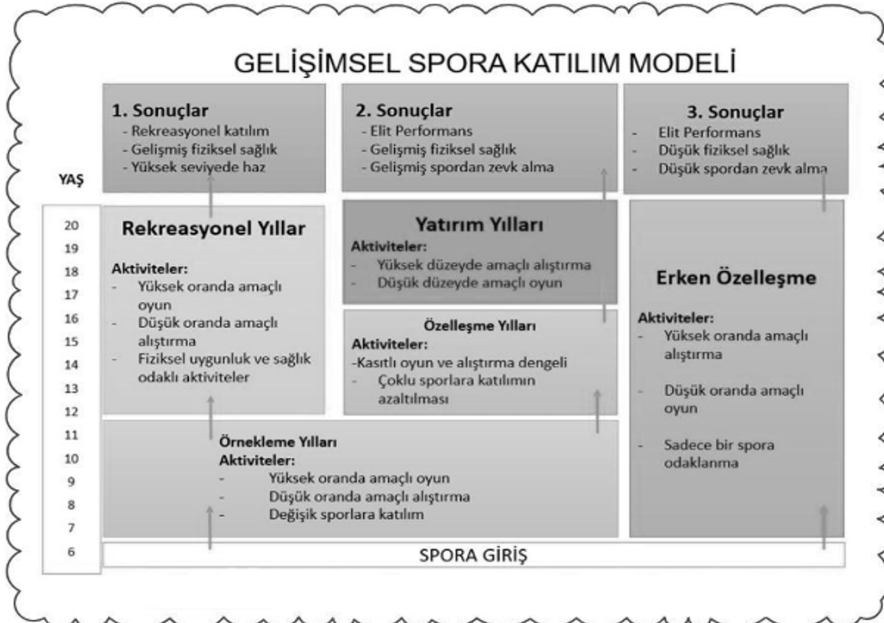 GELİŞİMSEL SPORA KATILIM MODELİ
1. Sonuçlar
- Rekreasyonel katılım
- Gelişmiş fiziksel sağlık
- Yüksek seviyede haz
2. Sonuçlar
- Elit Performans
- Gelişmiş fiziksel sağlık
- Gelişmiş spordan zevk alma
3. Sonuçlar
- Elit Performans
- Düşük fiziksel sağlık
- Düşük spordan zevk alma
YAŞ
20
19
18
17
16
15
14
13
12
11
10
9
8
7
6
Rekreasyonel Yıllar
Aktiviteler:
- Yüksek oranda amaçlı
oyun
- Düşük oranda amaçlı
alıştırma
- Fiziksel uygunluk ve sağlık
odaklı aktiviteler
Yatırım Yılları
Aktiviteler:
- Yüksek düzeyde amaçlı alıştırma
- Düşük düzeyde amaçlı oyun
Özelleşme Yılları
Aktiviteler:
-Kasıtlı oyun ve alıştırma dengeli
- Çoklu sporlara katılımın
azaltılması
Erken Özelleşme
Aktiviteler:
- Yüksek oranda amaçlı
alıştırma
- Düşük oranda amaçlı
oyun
- Sadece bir spora
odaklanma
Örnekleme Yılları
Aktiviteler:
- Yüksek oranda amaçlı oyun
- Düşük oranda amaçlı alıştırma
- Değişik sporlara katılım
SPORA GİRİŞ